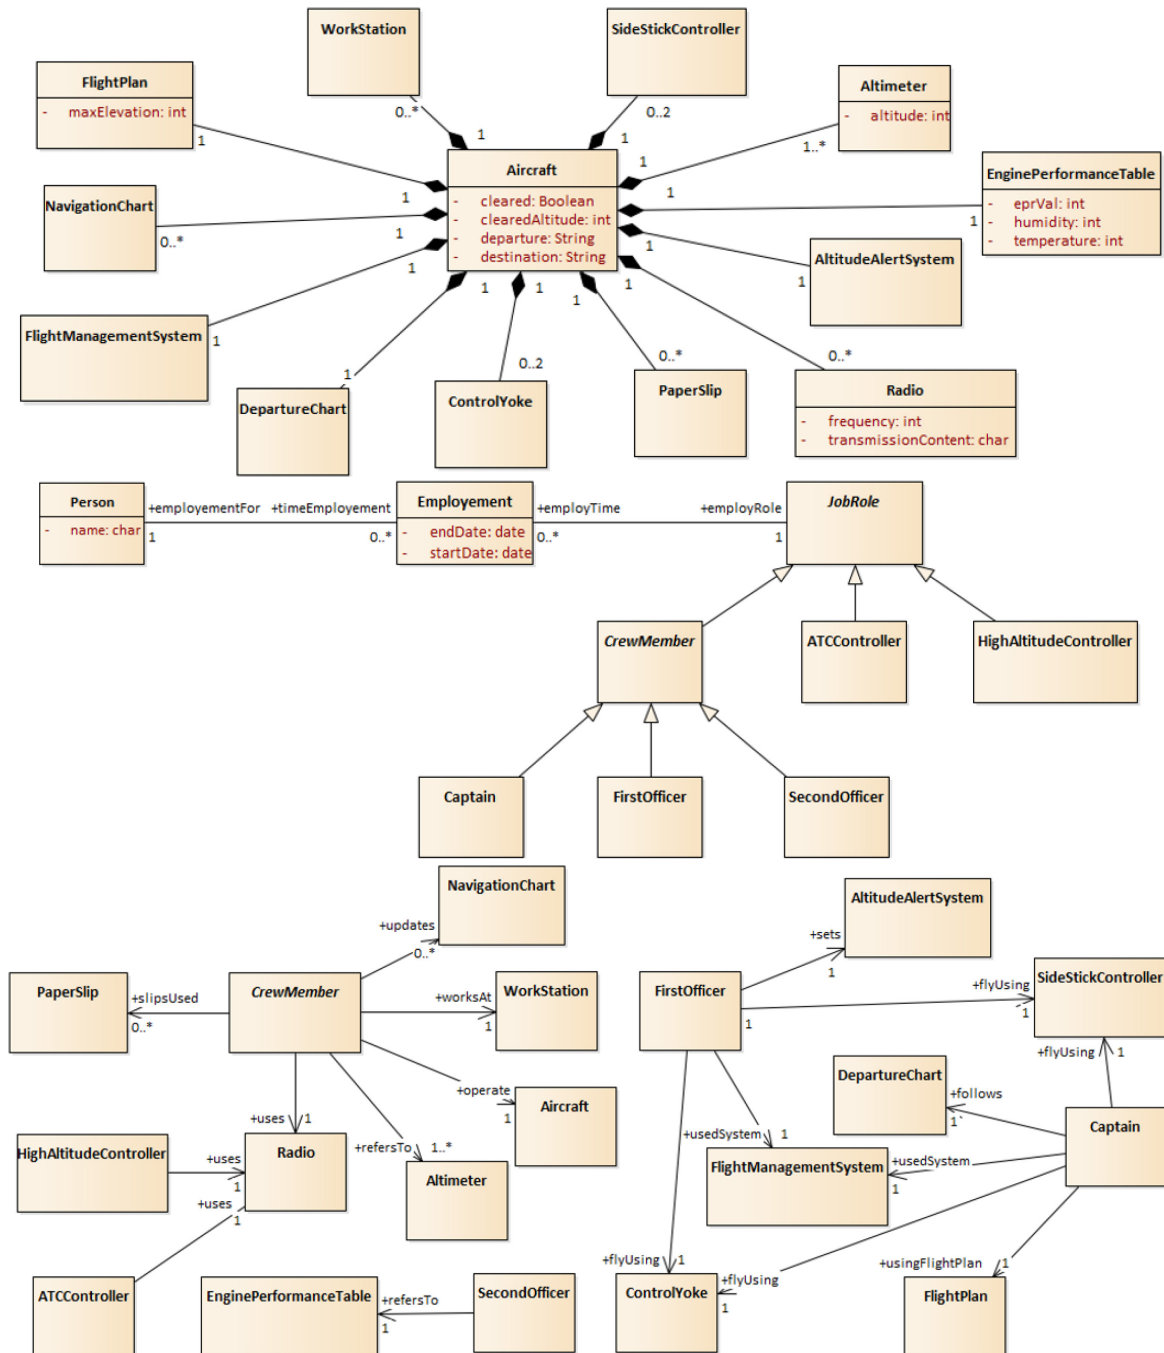 WorkStation
SideStickController
FlightPlan
- maxElevation: int
Altimeter
- altitude: int
0..*
1
0..2
1
1
1..*
1
Aircraft
- cleared: Boolean
- clearedAltitude: int
- departure: String
- destination: String
EnginePerformanceTable
- eprVal: int
- humidity: int
- temperature: int
NavigationChart
1
1
0..*
1
1
1
AltitudeAlertSystem
1
1
1
1
1
1
1
FlightManagementSystem
1
1
0..2
0..*
0..*
DepartureChart
ControlYoke
PaperSlip
Radio
- frequency: int
- transmissionContent: char
Person
- name: char
+employementFor
+timeEmployement
1
0..*
Employement
- endDate: date
- startDate: date
+employTime
+employRole
0..*
1
JobRole
CrewMember
ATCController
HighAltitudeController
Captain
FirstOfficer
SecondOfficer
NavigationChart
+updates
0..*
AltitudeAlertSystem
+sets
1
PaperSlip
+slipsUsed
0..*
CrewMember
+worksAt
1
WorkStation
FirstOfficer
+flyUsing
1
1
SideStickController
+flyUsing
1
+operate
1
Aircraft
DepartureChart
+follows
1`
Captain
+uses
1
HighAltitudeController
+uses
1
Radio
+refersTo
1..*
Altimeter
+usedSystem
1
FlightManagementSystem
+usedSystem
1
+uses
1
ATCController
EnginePerformanceTable
+refersTo
1
SecondOfficer
+flyUsing
1
ControlYoke
+flyUsing
1
+usingFlightPlan
1
FlightPlan